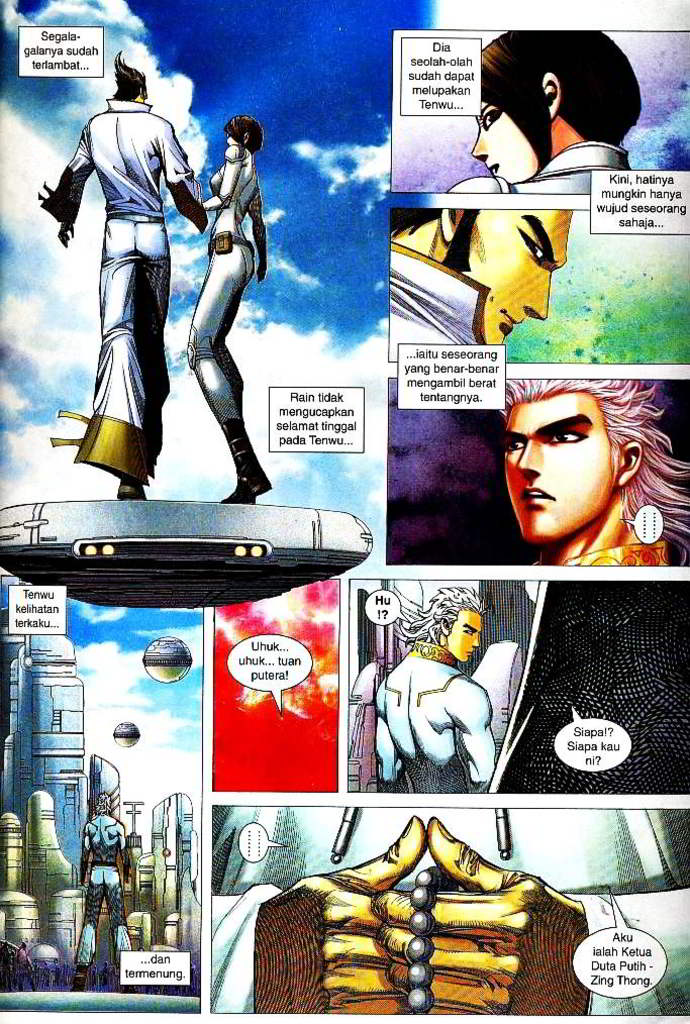 Segala-
galanya sudah
terlambat...
Dia
seolah-olah
sudah dapat
melupakan
Tenwu...
Kini, hatinya
mungkin hanya
wujud seseorang
sahaja...
...iaitu seseorang
yang benar-benar
mengambil berat
tentangnya.
Rain tidak
mengucapkan
selamat tinggal
pada Tenwu...
Tenwu
kelihatan
terkaku...
...dan
termenung.
Uhuk...
uhuk... tuan
putera!
Hu
!?
Siapa!?
Siapa kau
ni?
Aku
ialah Ketua
Duta Putih -
Zing Thong.